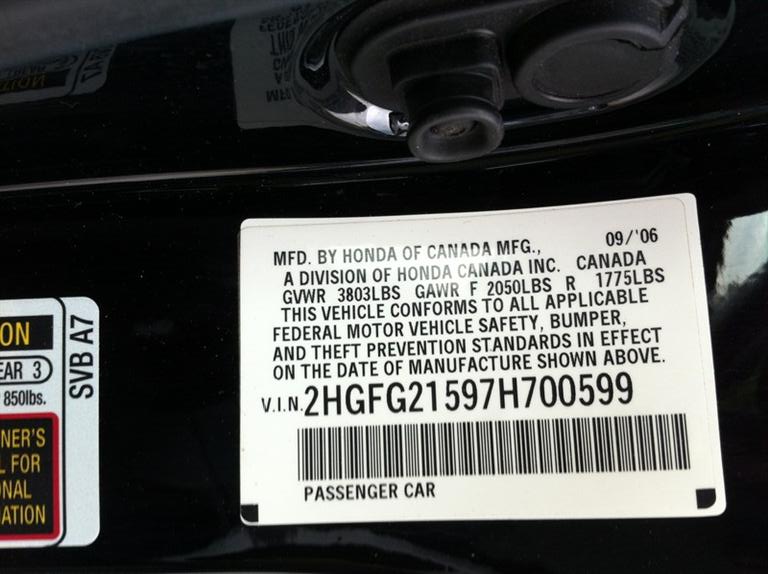 MFD. BY HONDA OF CANADA MFG., 09/'06
A DIVISION OF HONDA CANADA INC. CANADA
GVWR 3803LBS GAWR F 2050LBS R 1775LBS
THIS VEHICLE CONFORMS TO ALL APPLICABLE
FEDERAL MOTOR VEHICLE SAFETY, BUMPER,
AND THEFT PREVENTION STANDARDS IN EFFECT
ON THE DATE OF MANUFACTURE SHOWN ABOVE.
V.I.N. 2HGFG21597H700599
PASSENGER CAR
ON
EAR 3
850lbs.
NER'S
L FOR
NAL
ATION
SVB A7